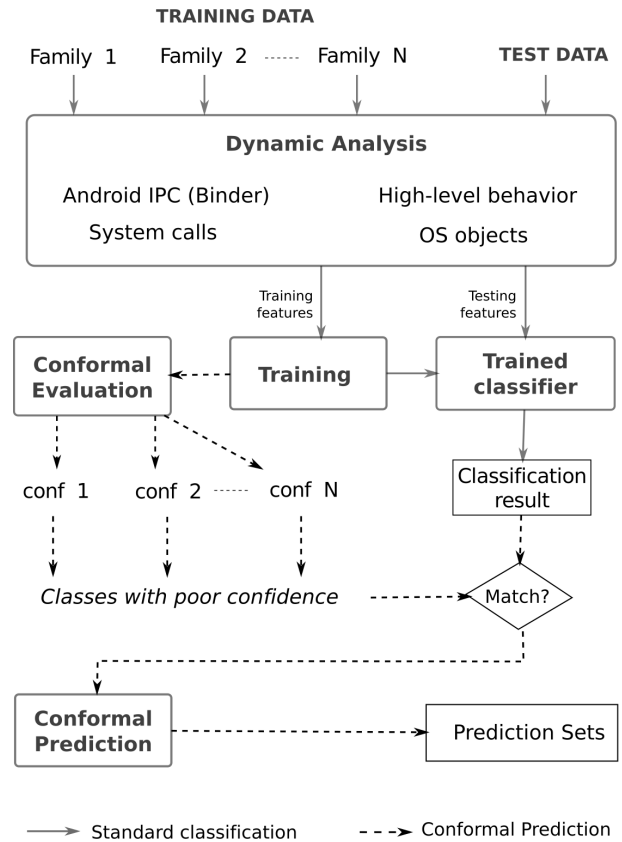 TRAINING DATA
Family 1
Family 2
Family N
TEST DATA
Dynamic Analysis
Android IPC (Binder)
High-level behavior
System calls
OS objects
Training
features
Testing
features
Conformal
Evaluation
Training
Trained
classifier
conf 1
conf 2
conf N
Classification
result
Classes with poor confidence
Match?
Conformal
Prediction
Prediction Sets
Standard classification
Conformal Prediction